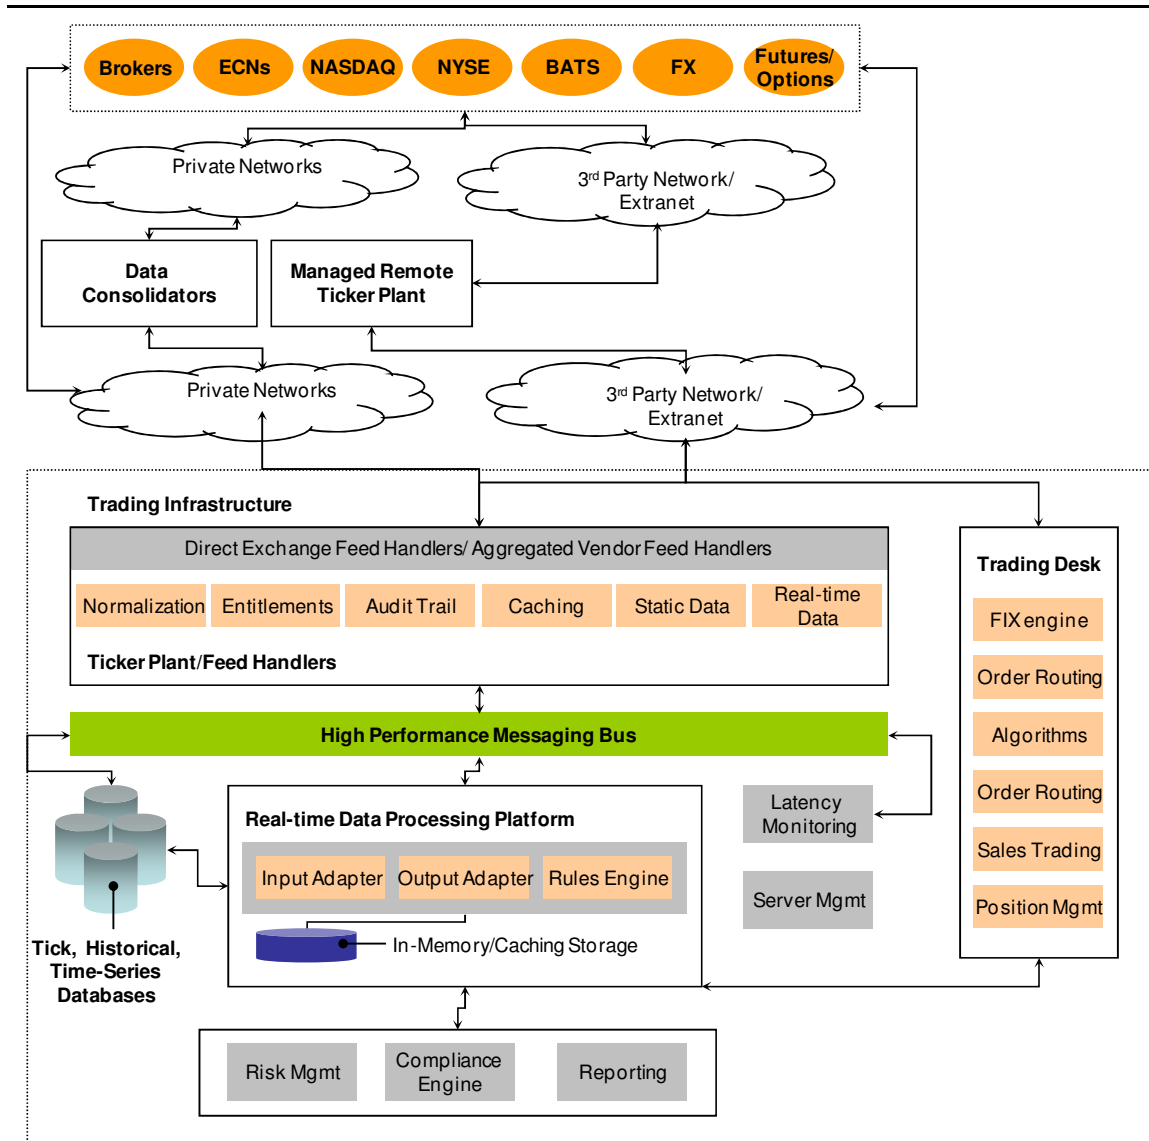 Brokers
ECNs
NASDAQ
NYSE
BATS
FX
Futures/
Options
Private Networks
3rd Party Network/
Extranet
Data
Consolidators
Managed Remote
Ticker Plant
Private Networks
3rd Party Network/
Extranet
Trading Infrastructure
Direct Exchange Feed Handlers/ Aggregated Vendor Feed Handlers
Normalization
Entitlements
Audit Trail
Caching
Static Data
Real-time
Data
Ticker Plant/Feed Handlers
Trading Desk
FIX engine
Order Routing
Algorithms
Order Routing
Sales Trading
Position Mgmt
High Performance Messaging Bus
Real-time Data Processing Platform
Input Adapter
Output Adapter
Rules Engine
In-Memory/Caching Storage
Latency
Monitoring
Server Mgmt
Tick, Historical,
Time-Series
Databases
Risk Mgmt
Compliance
Engine
Reporting